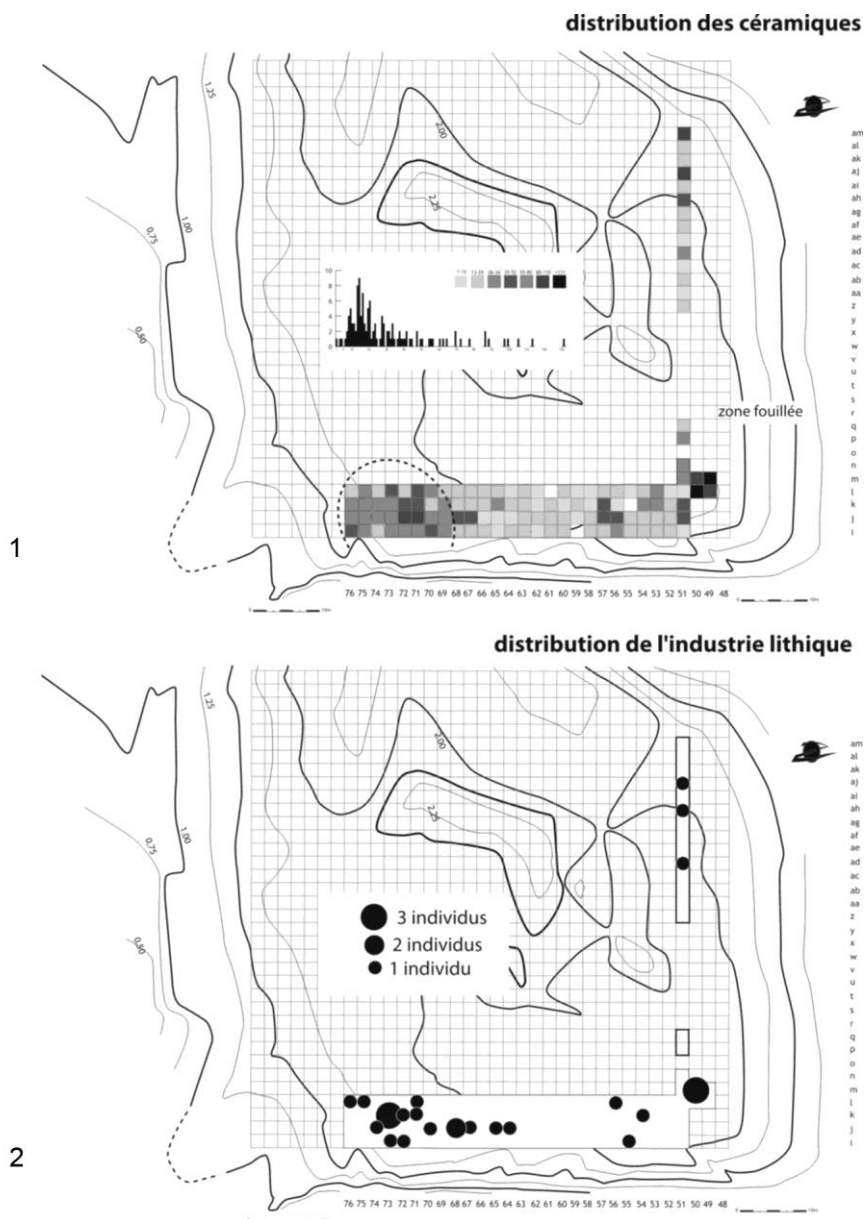 distribution des céramiques
1.25
2.00
2,25
0,75
1.00
0,50
10
8
6
4
2
0
zone fouillée
am
al
ak
aj
ai
ah
ag
af
ae
ad
ac
ab
aa
z
y
x
w
v
u
t
s
r
q
p
o
n
m
l
k
j
i
1
76 75 74 73 72 71 70 69 68 67 66 65 64 63 62 61 60 59 58 57 56 55 54 53 52 51 50 49 48
distribution de l'industrie lithique
1.25
2,00
2,25
0,75
1.00
0,50
3 individus
2 individus
1 individu
am
al
ak
aj
ai
ah
ag
af
ae
ad
ac
ab
aa
z
y
x
w
v
u
t
s
r
q
p
o
n
m
l
k
j
i
2
76 75 74 73 72 71 70 69 68 67 66 65 64 63 62 61 60 59 58 57 56 55 54 53 52 51 50 49 48